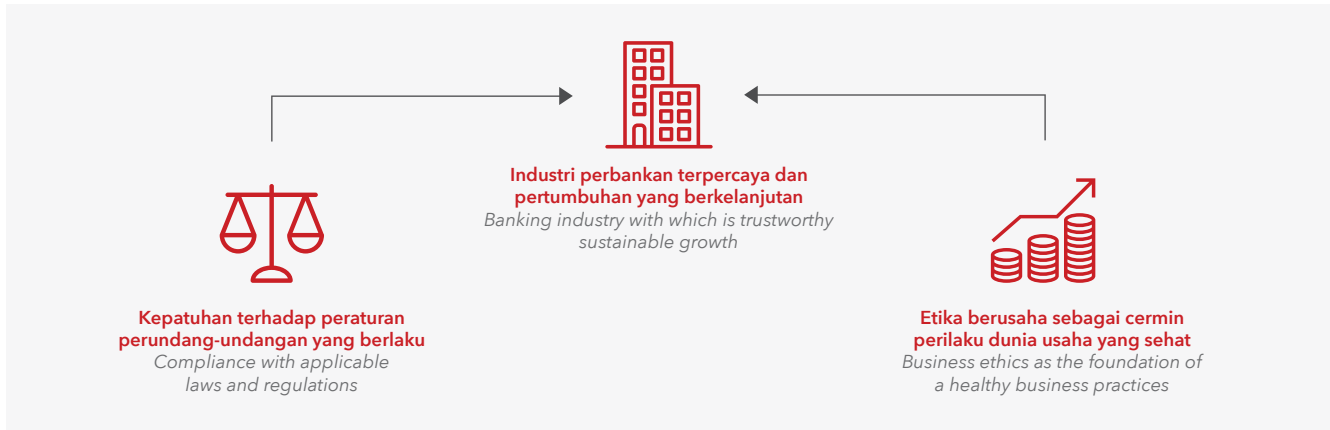 Industri perbankan terpercaya dan
pertumbuhan yang berkelanjutan
Banking industry with which is trustworthy
sustainable growth
Kepatuhan terhadap peraturan
perundang-undangan yang berlaku
Compliance with applicable
laws and regulations
Etika berusaha sebagai cermin
perilaku dunia usaha yang sehat
Business ethics as the foundation of
a healthy business practices